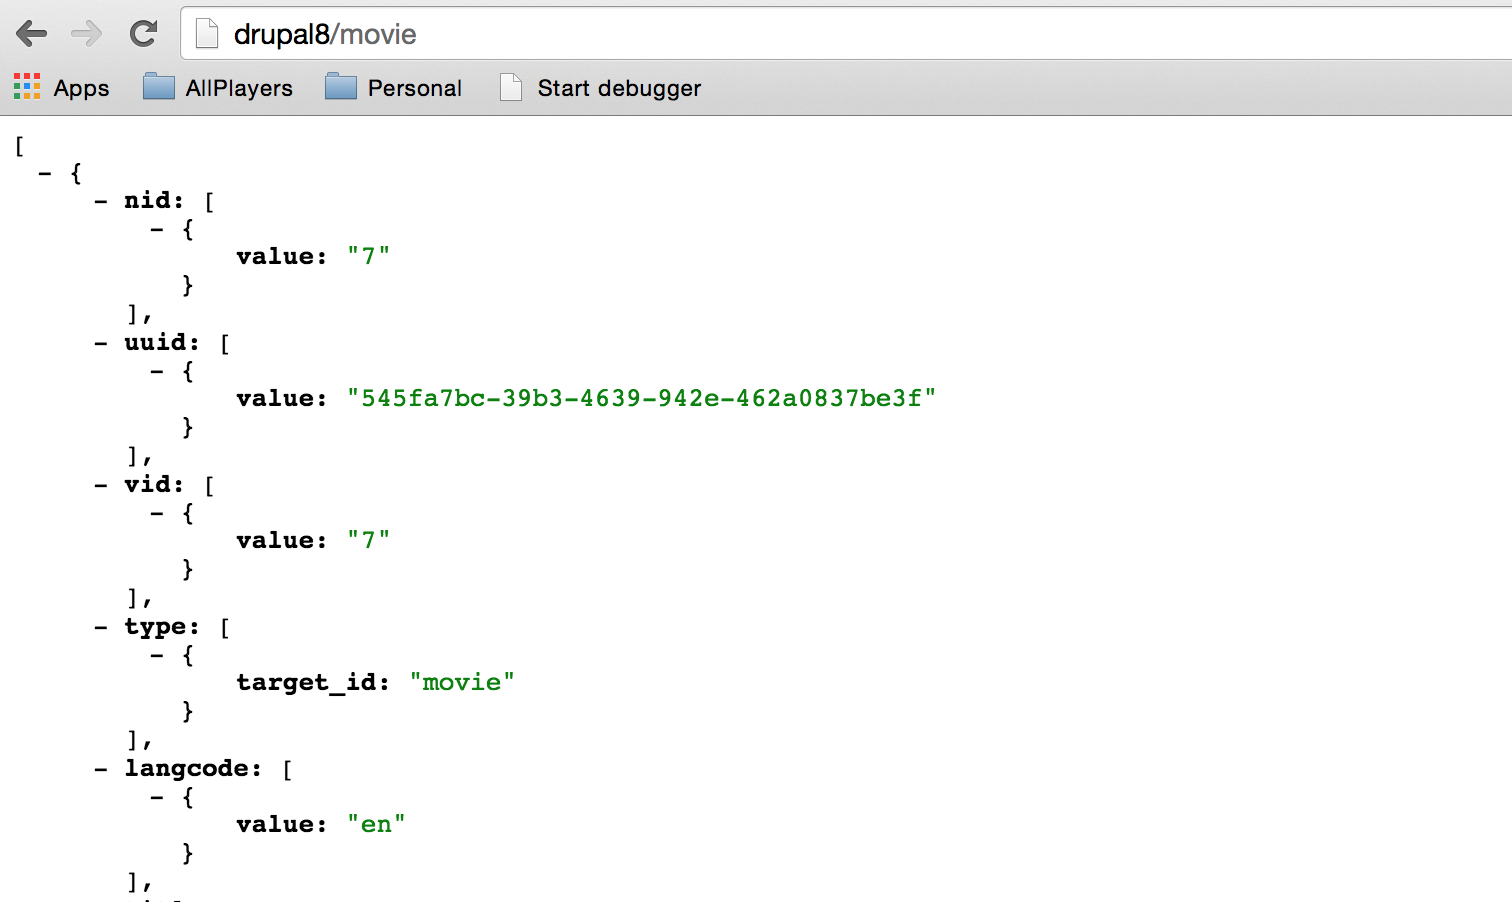 drupal8/movie
Apps AllPlayers Personal Start debugger
[
- {
- nid: [
- {
value: "7"
}
],
- uuid: [
- {
value: "545fa7bc-39b3-4639-942e-462a0837be3f"
}
],
- vid: [
- {
value: "7"
}
],
- type: [
- {
target_id: "movie"
}
],
- langcode: [
- {
value: "en"
}
],